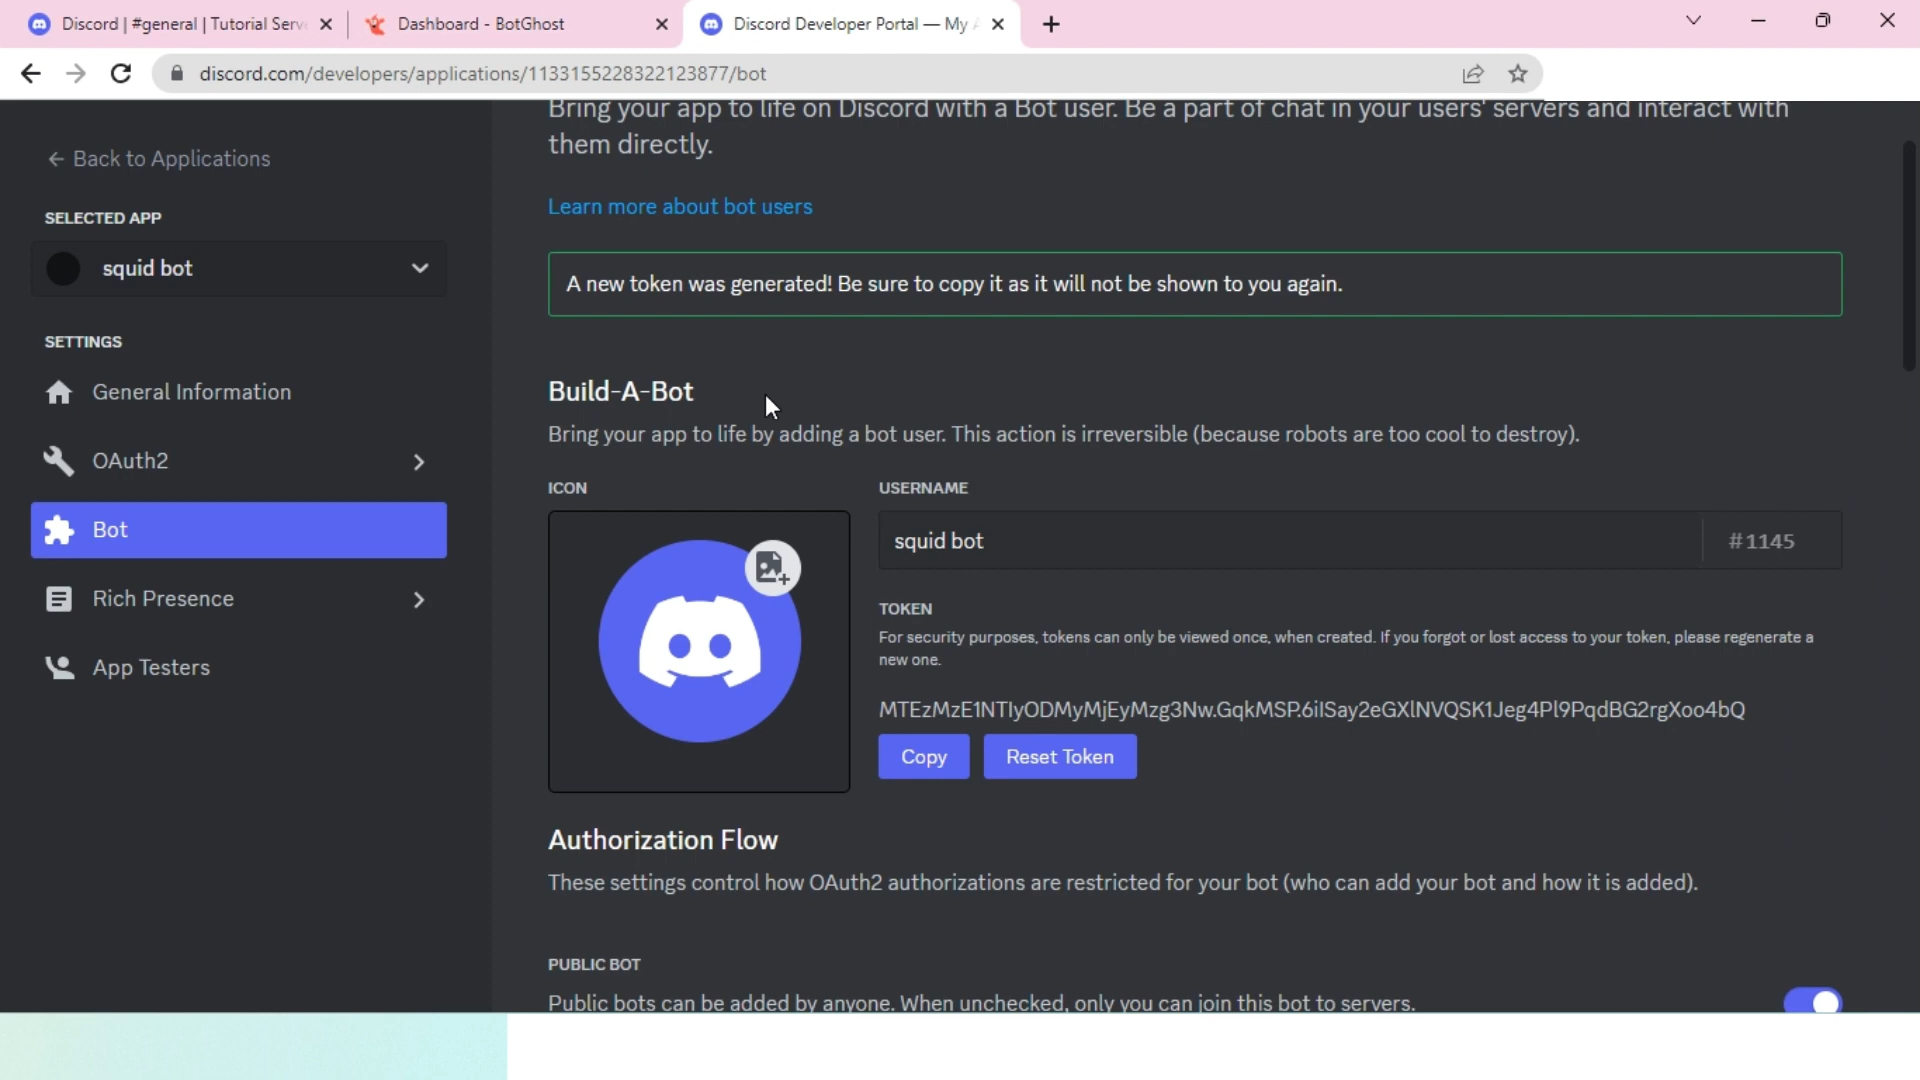 Discord | #general | Tutorial Serv
Dashboard - BotGhost
Discord Developer Portal — My A
discord.com/developers/applications/1133155228322123877/bot
Bring your app to life on Discord with a Bot user. Be a part of chat in your users' servers and interact with
them directly.
Learn more about bot users
A new token was generated! Be sure to copy it as it will not be shown to you again.
Back to Applications
SELECTED APP
squid bot
SETTINGS
General Information
OAuth2
Bot
Rich Presence
App Testers
Build-A-Bot
Bring your app to life by adding a bot user. This action is irreversible (because robots are too cool to destroy).
ICON
USERNAME
squid bot
#1145
TOKEN
For security purposes, tokens can only be viewed once, when created. If you forgot or lost access to your token, please regenerate a
new one.
Copy
Reset Token
Authorization Flow
These settings control how OAuth2 authorizations are restricted for your bot (who can add your bot and how it is added).
PUBLIC BOT
Public bots can be added by anyone. When unchecked, only you can join this bot to servers.